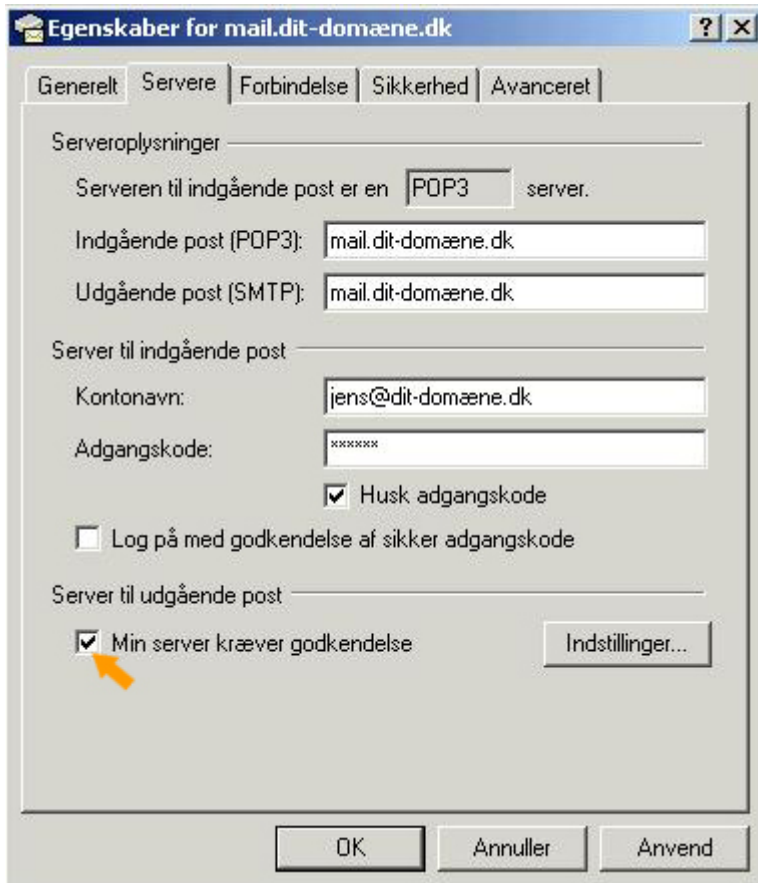 Egenskaber for mail.dit-domæne.dk
Generelt Servere Forbindelse Sikkerhed Avanceret
Serveroplysninger
Serveren til indgående post er en POP3 server.
Indgående post (POP3): mail.dit-domæne.dk
Udgående post (SMTP): mail.dit-domæne.dk
Server til indgående post
Kontonavn: jens@dit-domæne.dk
Adgangskode: ××××××
Husk adgangskode
Log på med godkendelse af sikker adgangskode
Server til udgående post
Min server kræver godkendelse Indstillinger...
OK Annuller Anvend